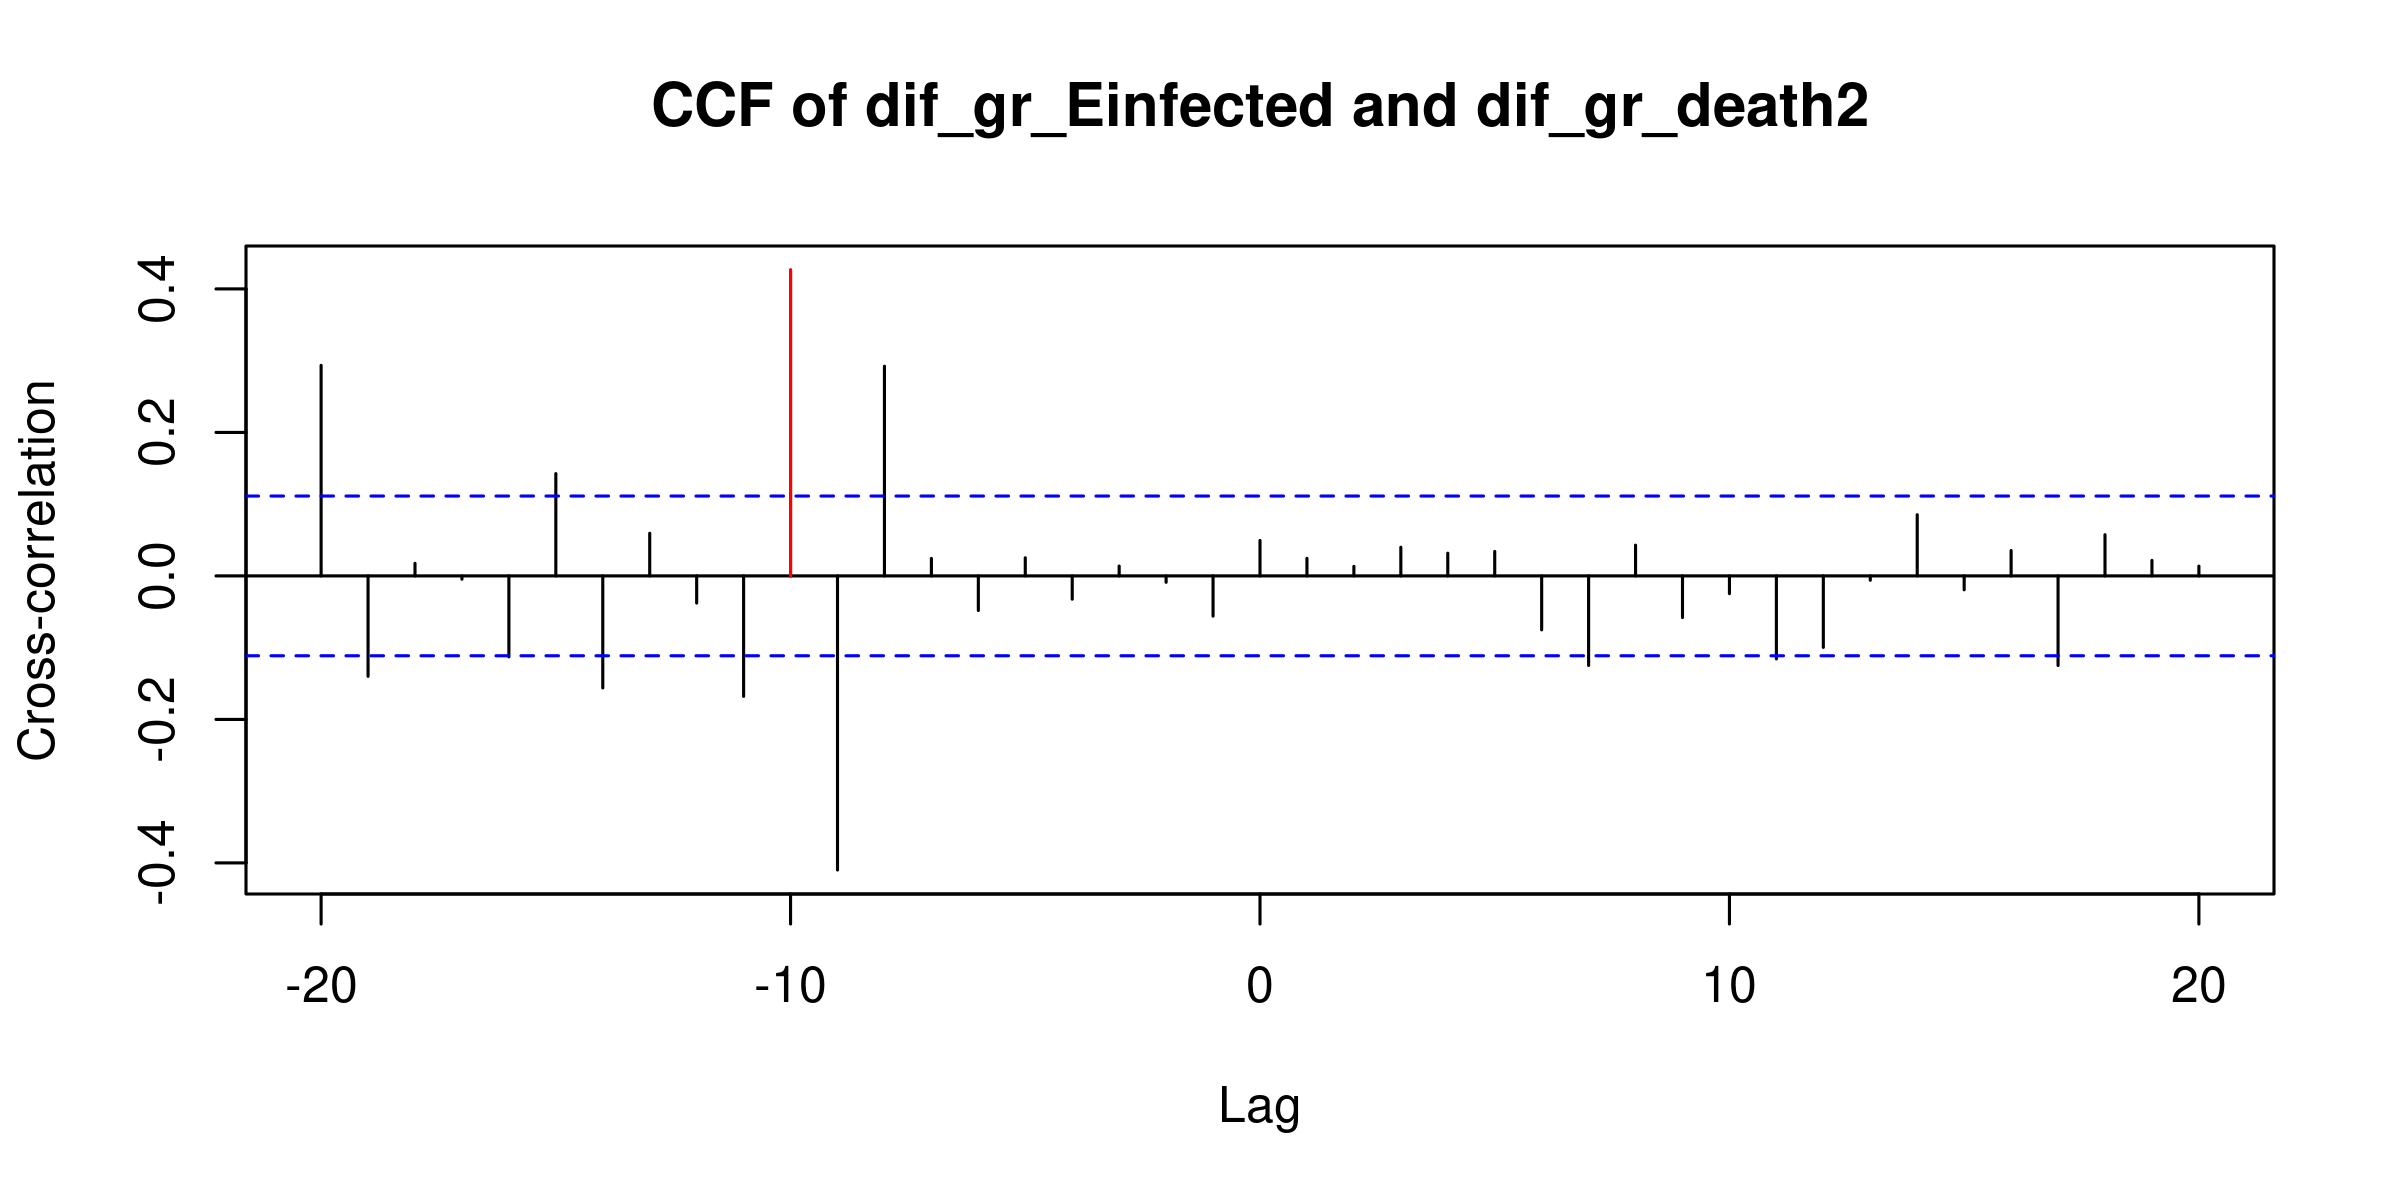 CCF of dif_gr_Einfected and dif_gr_death2
Cross-correlation
0.4
0.2
0.0
-0.2
-0.4
-20 -10 0 10 20
Lag